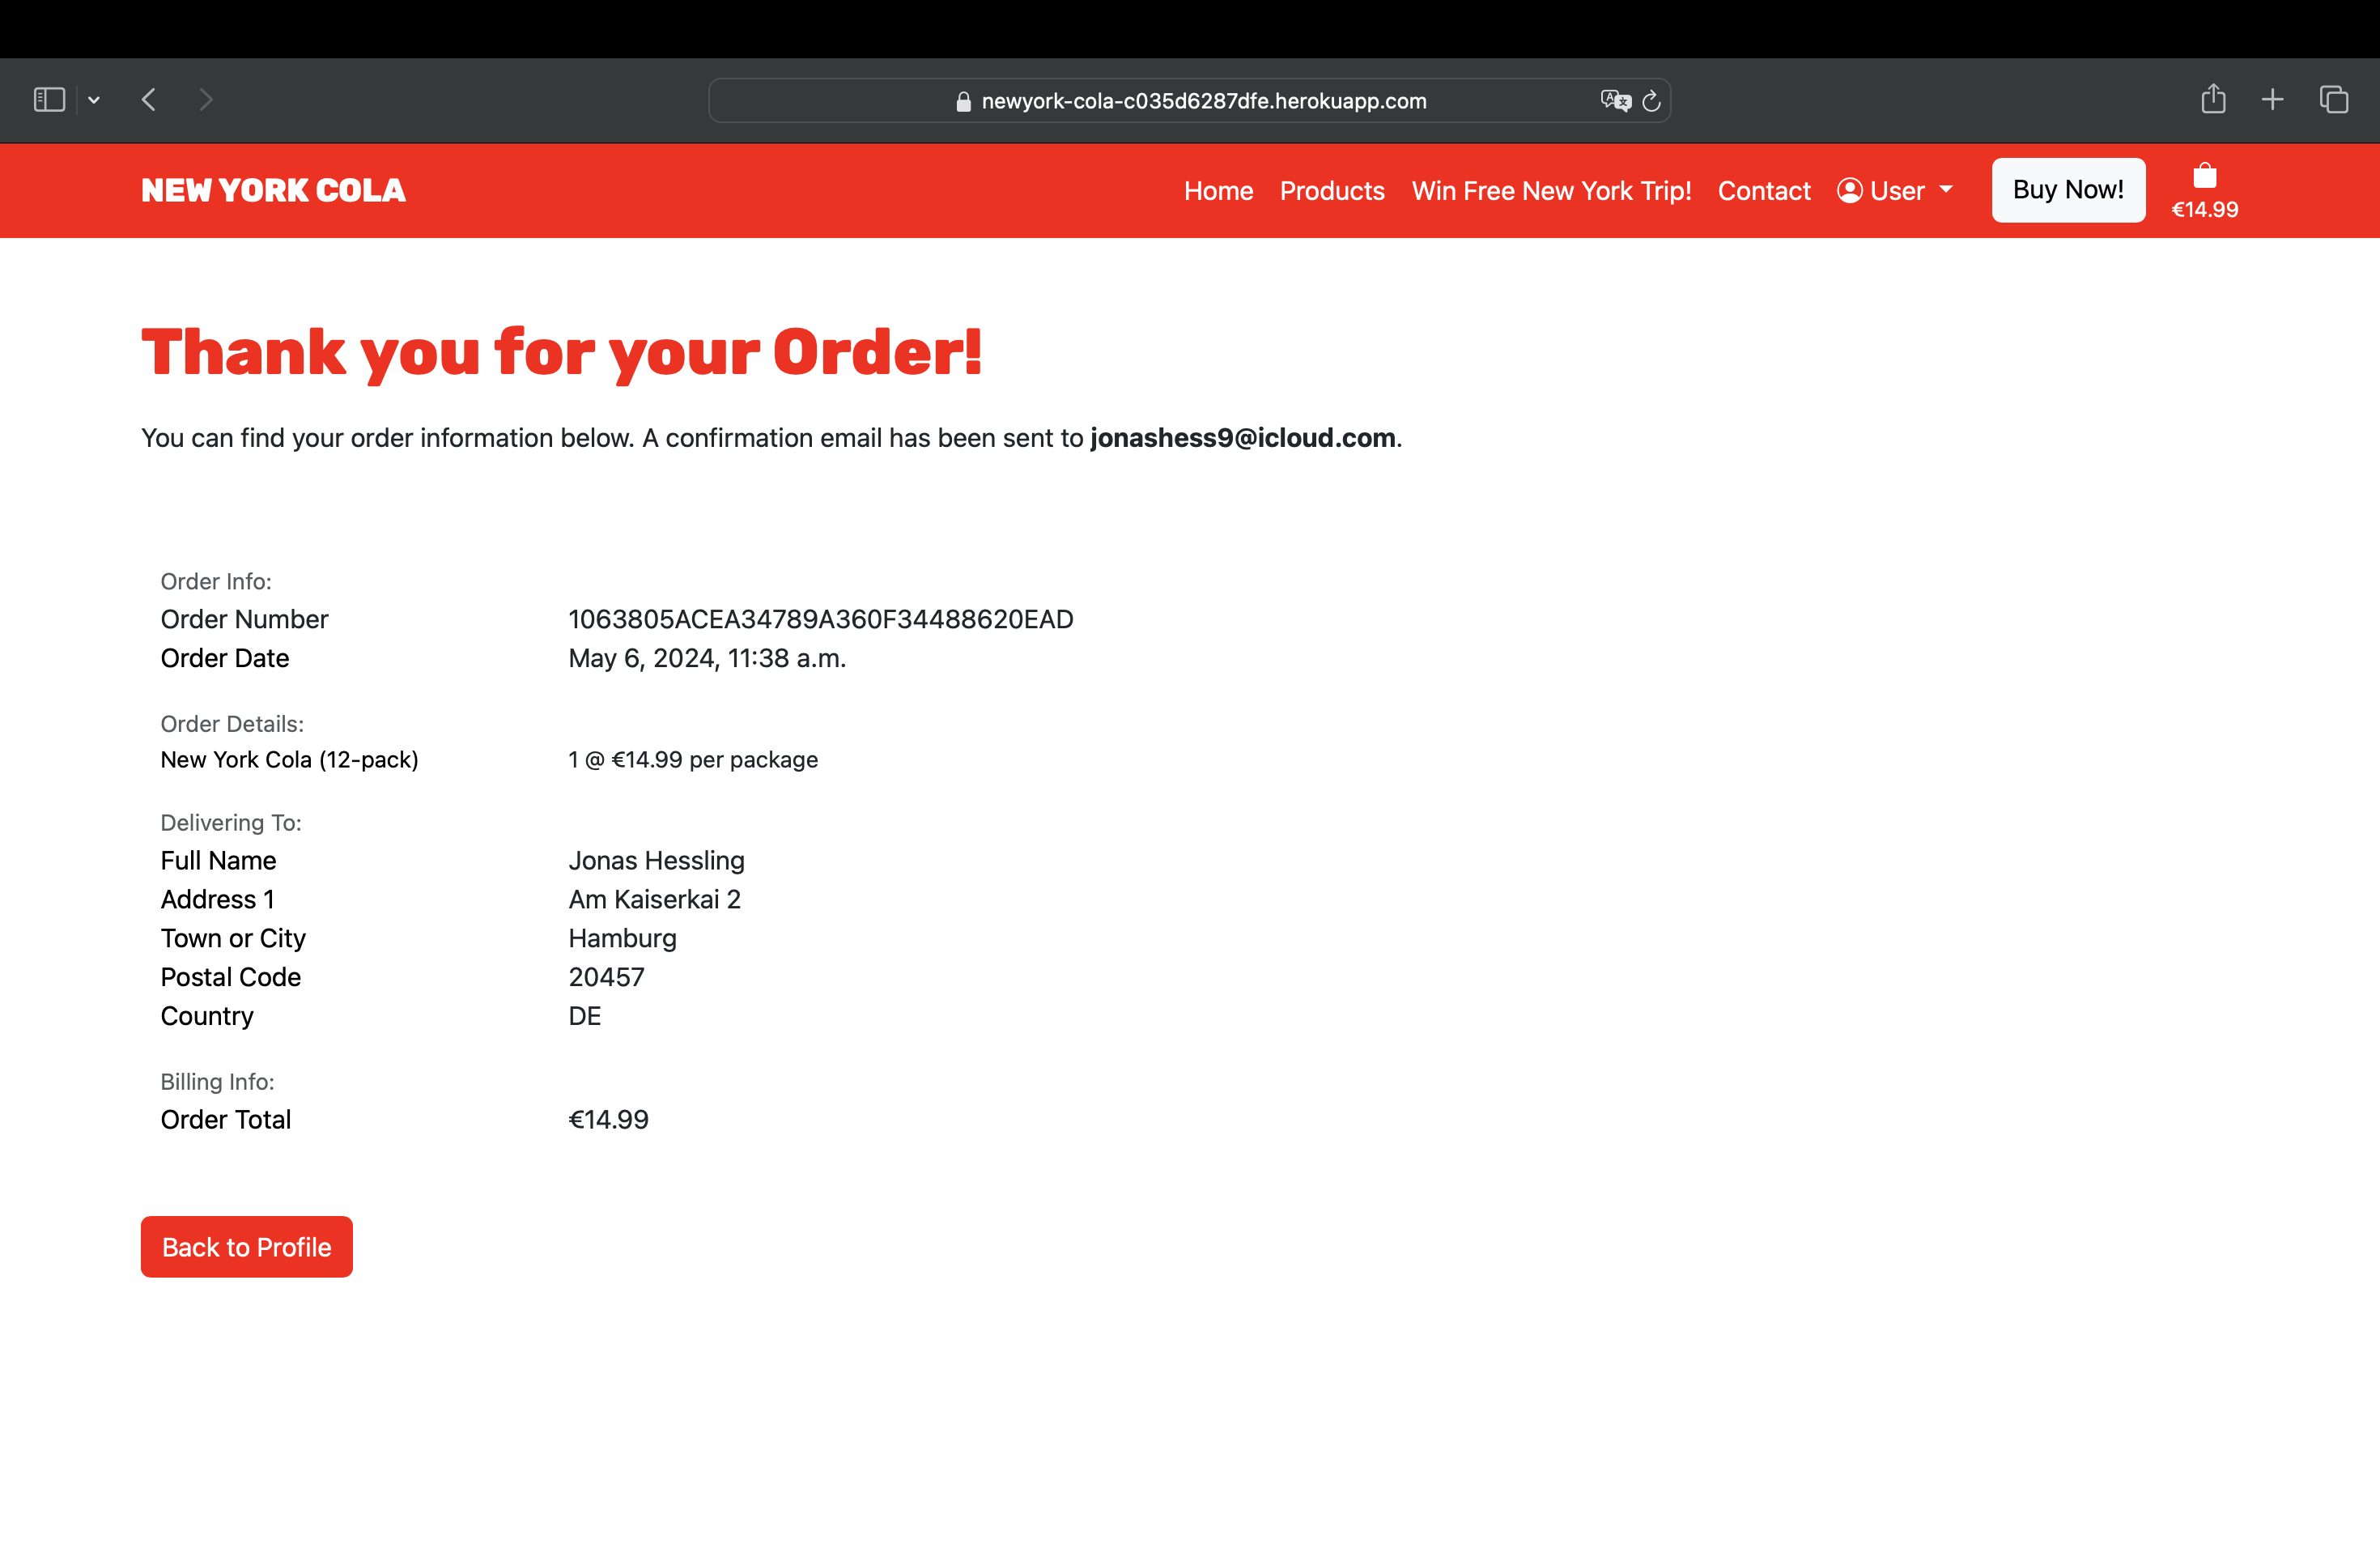 newyork-cola-c035d6287dfe.herokuapp.com
NEW YORK COLA
Home Products Win Free New York Trip! Contact User Buy Now! €14.99
Thank you for your Order!
You can find your order information below. A confirmation email has been sent to jonashess9@icloud.com.
Order Info:
Order Number 1063805ACEA34789A360F34488620EAD
Order Date May 6, 2024, 11:38 a.m.
Order Details:
New York Cola (12-pack) 1 @ €14.99 per package
Delivering To:
Full Name Jonas Hessling
Address 1 Am Kaiserkai 2
Town or City Hamburg
Postal Code 20457
Country DE
Billing Info:
Order Total €14.99
Back to Profile